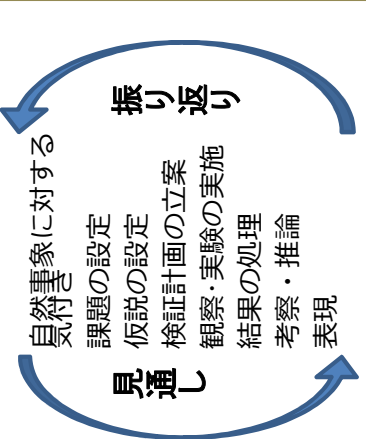 振り返り
自然事象に対する
気付き
課題の設定
仮説の設定
検証計画の立案
観察・実験の実施
結果の処理
考察・推論
表現
見通し